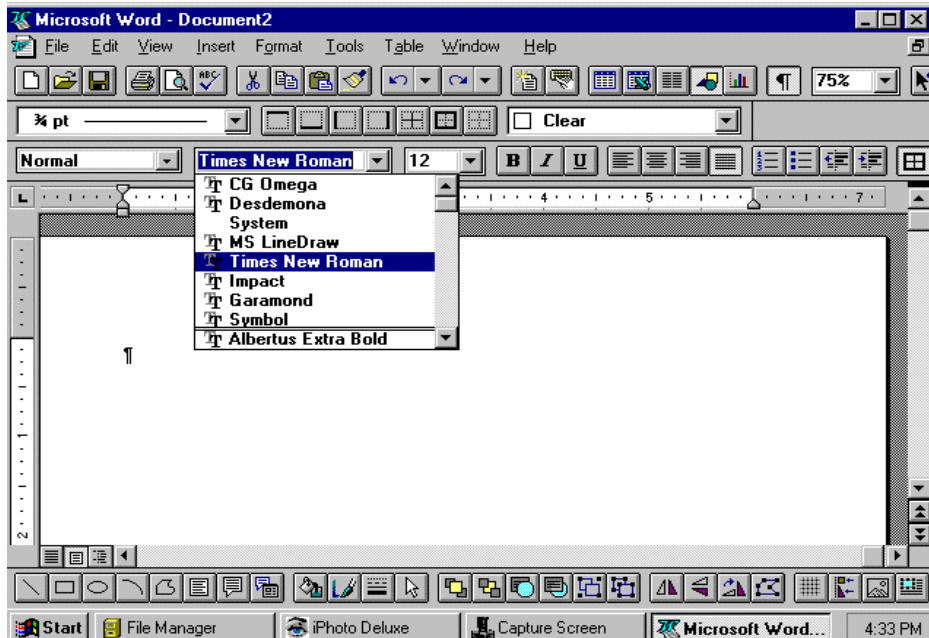 Microsoft Word - Document2
File Edit View Insert Format Tools Table Window Help
ABC ¶ 75%
¾ pt Clear
Normal Times New Roman 12 B I U
CG Omega
Desdemona
System
MS LineDraw
Times New Roman
Impact
Garamond
Symbol
Albertus Extra Bold
L 4 5 7
¶
1
2
Start File Manager iPhoto Deluxe Capture Screen Microsoft Word... 4:33 PM